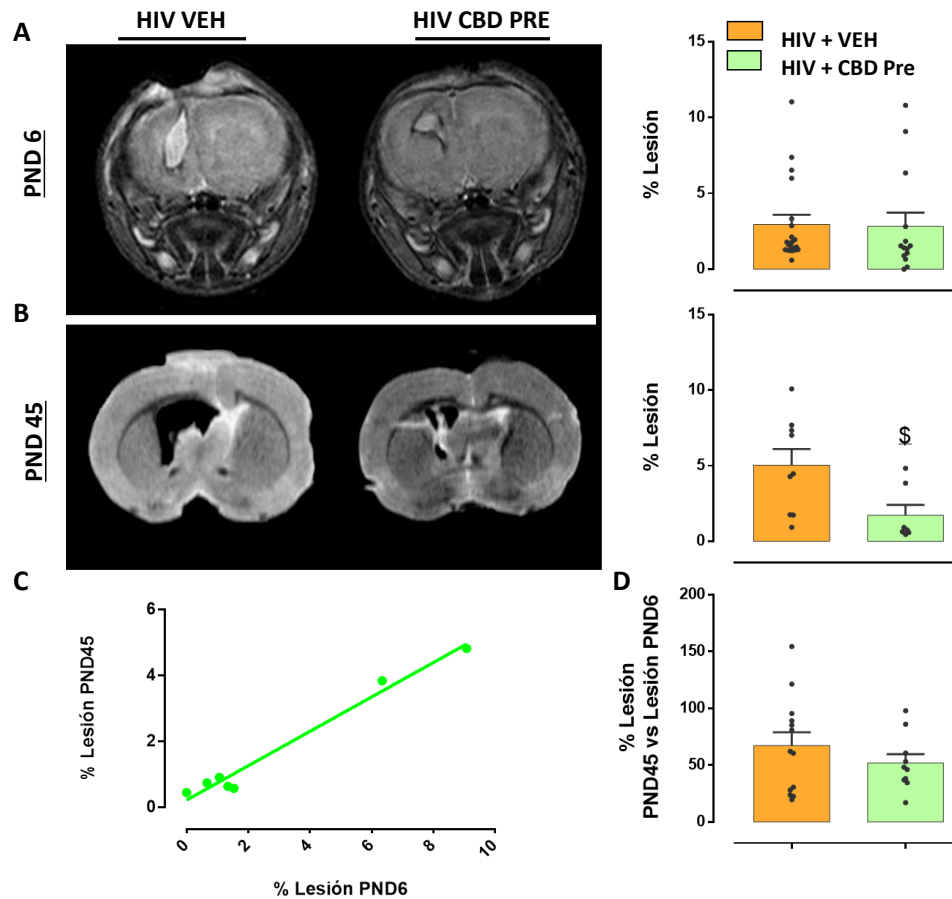 A
HIV VEH
HIV CBD PRE
PND 6
HIV + VEH
HIV + CBD Pre
% Lesión
15
10
5
0
B
PND 45
% Lesión
15
10
5
0
$
C
% Lesión PND45
6
4
2
0
0
2
4
6
8
10
% Lesión PND6
D
% Lesión
PND45 vs Lesión PND6
200
150
100
50
0